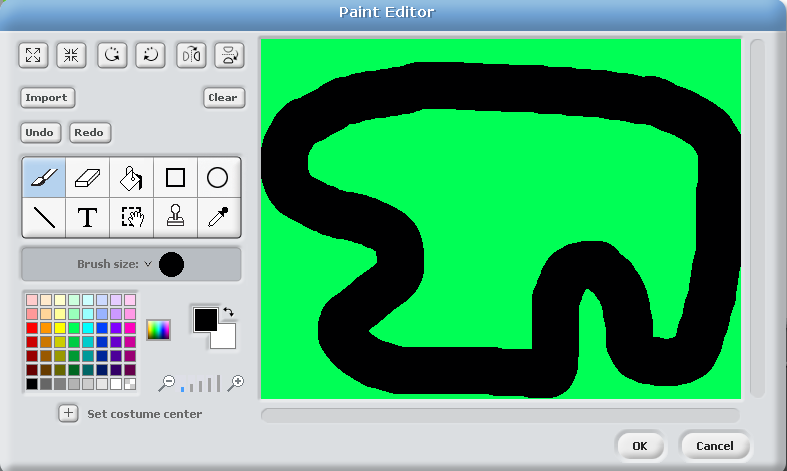 Paint Editor
Import
Clear
Undo
Redo
T
Brush size:
Set costume center
OK
Cancel